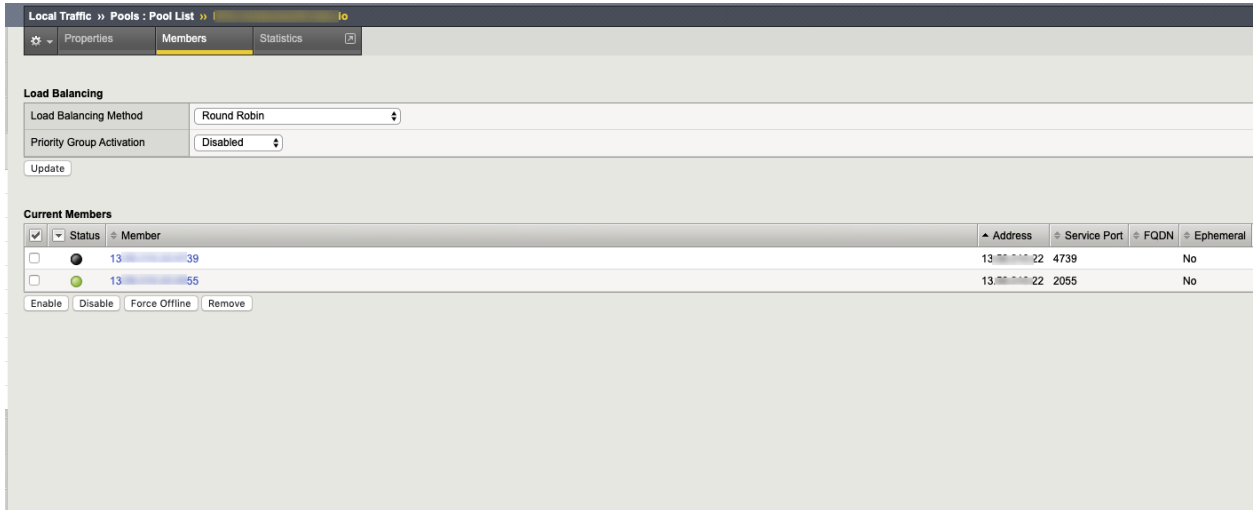 Local Traffic ›› Pools : Pool List ››
Properties Members Statistics
Load Balancing
Load Balancing Method Round Robin
Priority Group Activation Disabled
Update
Current Members
Status Member Address Service Port FQDN Ephemeral
4739 No
2055 No
Enable Disable Force Offline Remove